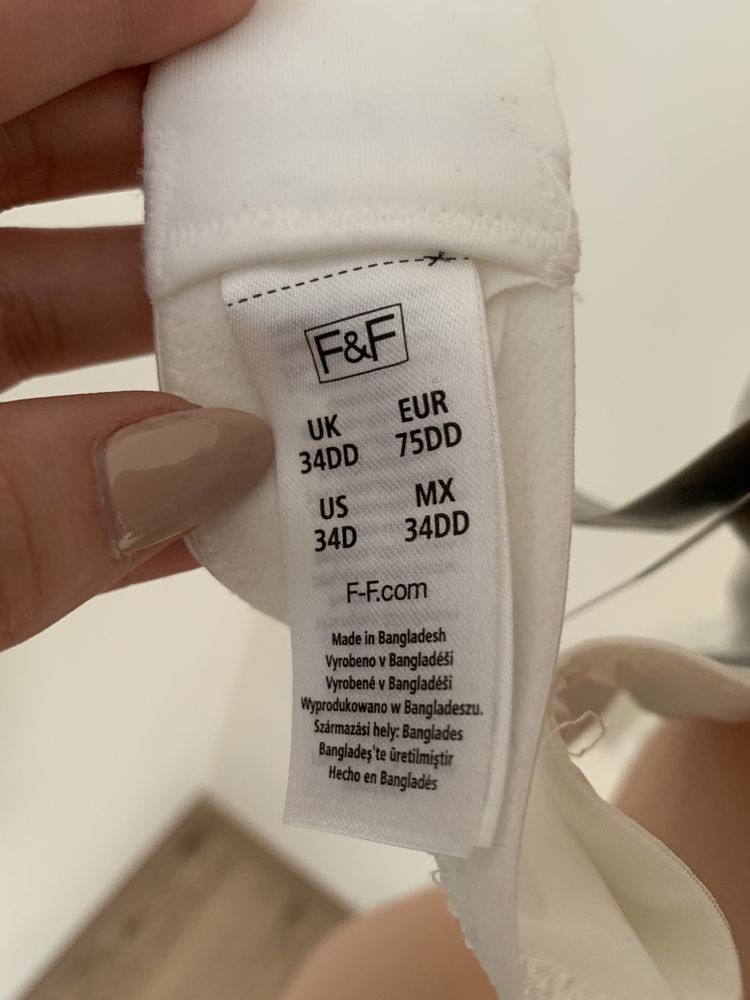 F&F
UK EUR
34DD 75DD
US MX
34D 34DD
F-F.com
Made in Bangladesh
Vyrobeno v Bangladéši
Vyrobené v Bangladéši
Wyprodukowano w Bangladeszu.
Származási hely: Banglades
Bangladeş'te üretilmiştir
Hecho en Bangladés